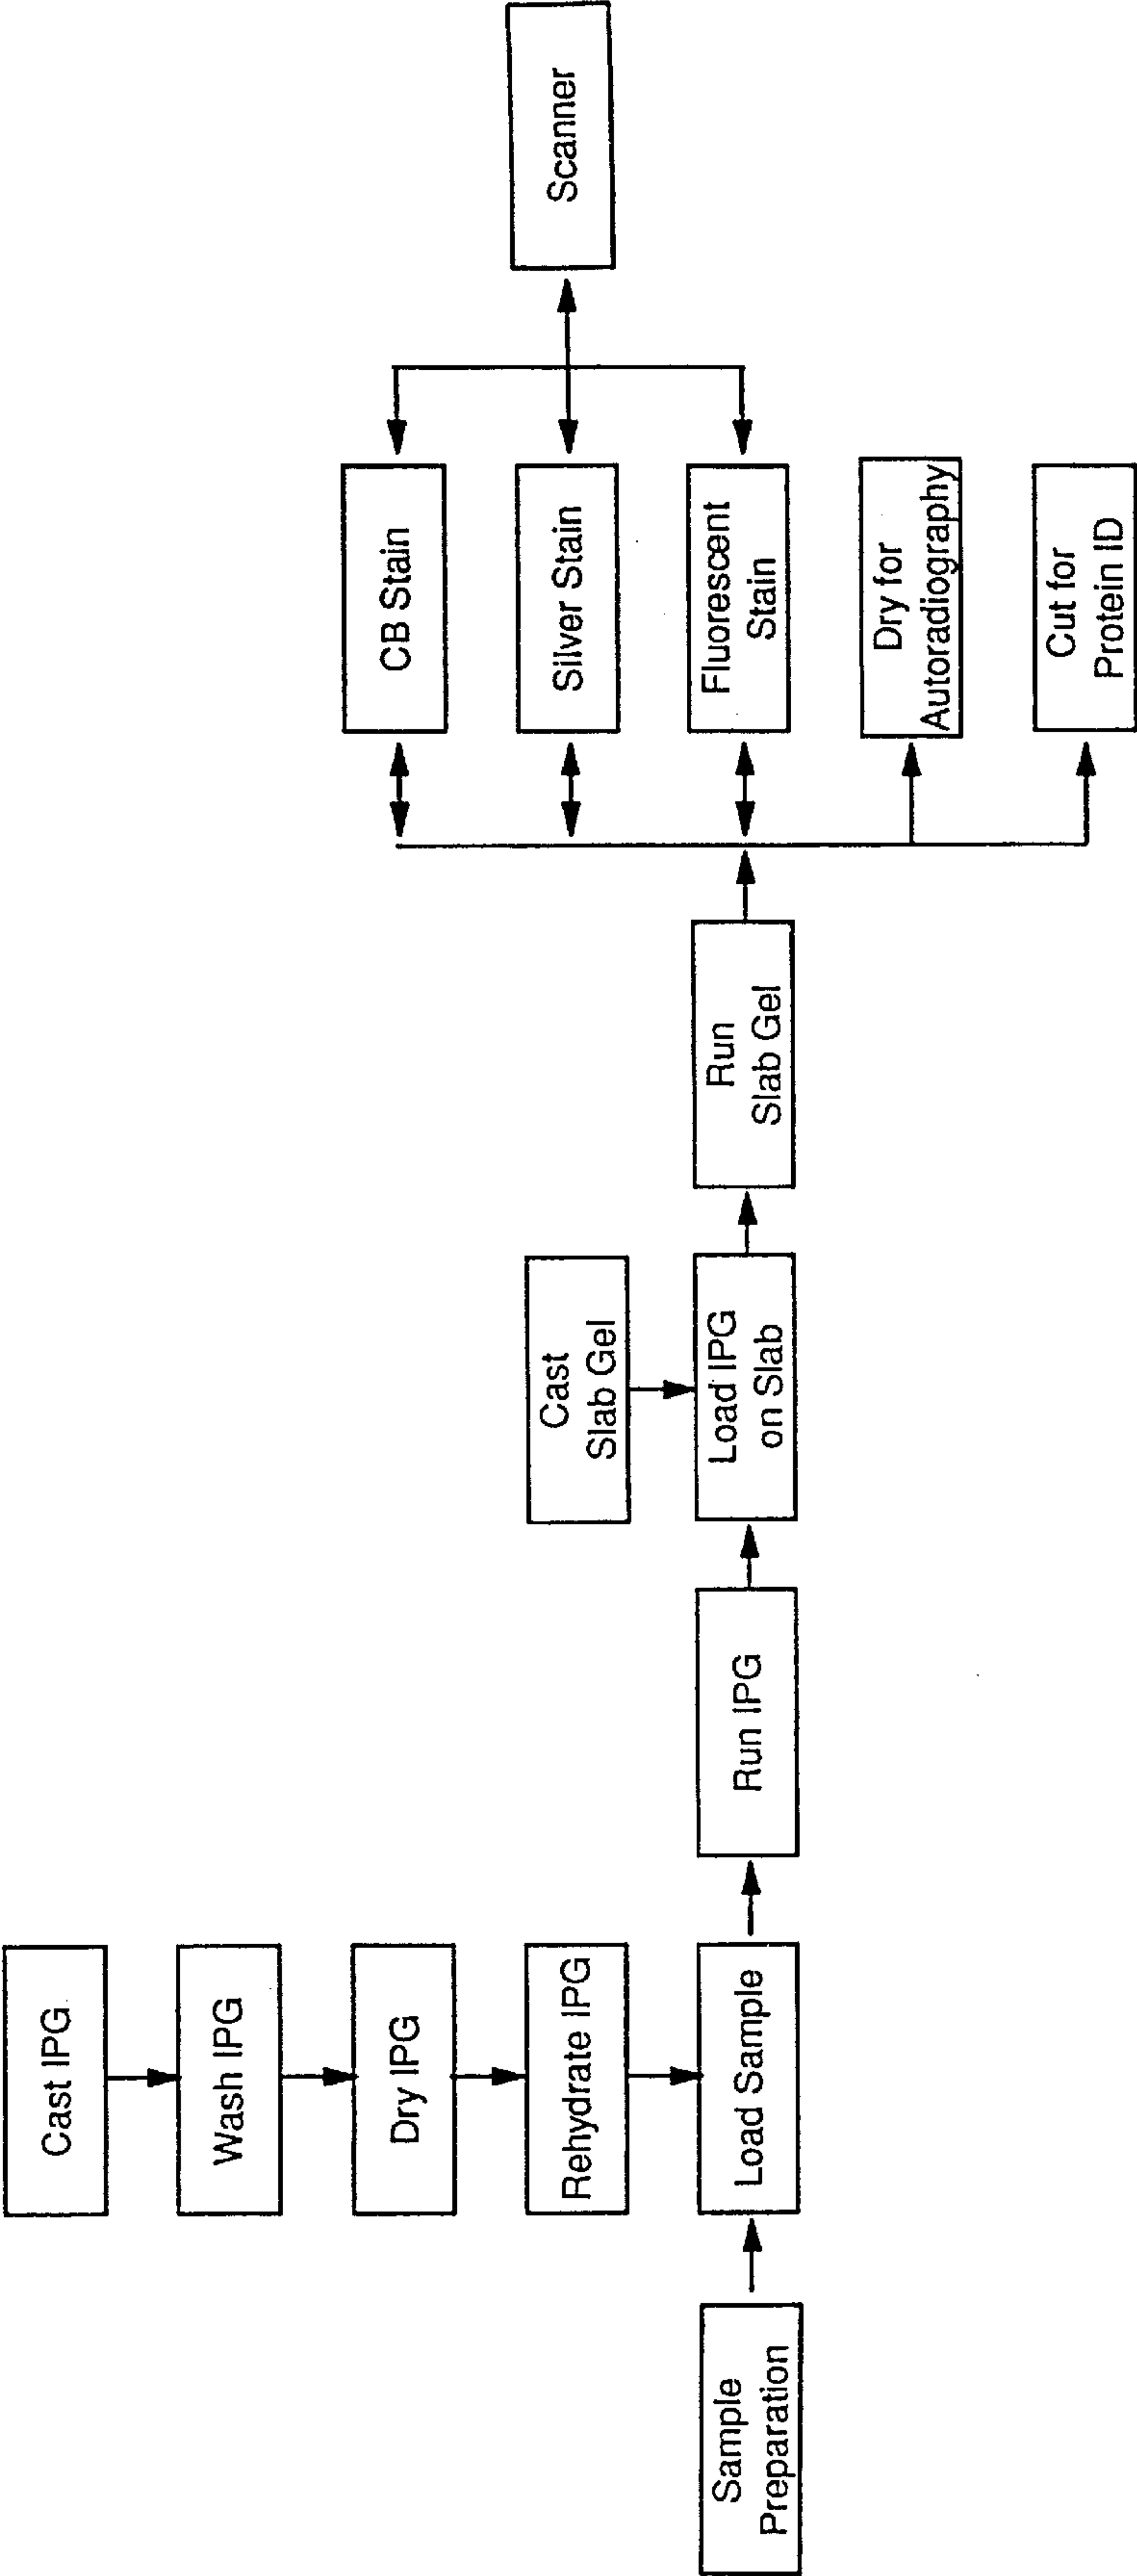 Cast IPG
Wash IPG
Dry IPG
Rehydrate IPG
Sample
Preparation
Load Sample
Run IPG
Cast
Slab Gel
Load IPG
on Slab
Run
Slab Gel
CB Stain
Silver Stain
Fluorescent
Stain
Dry for
Autoradiography
Cut for
Protein ID
Scanner